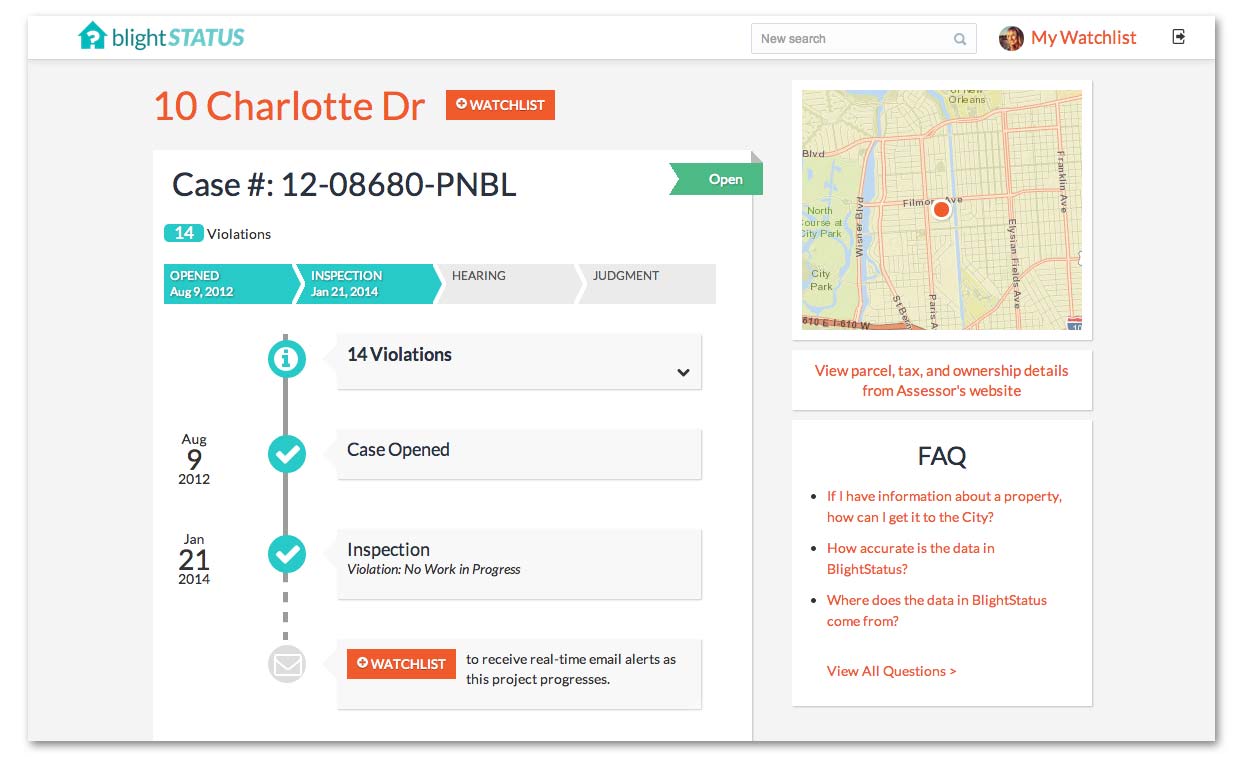 blightSTATUS
New search
My Watchlist
10 Charlotte Dr
WATCHLIST
Case #: 12-08680-PNBL
Open
14 Violations
OPENED
Aug 9, 2012
INSPECTION
Jan 21, 2014
HEARING
JUDGMENT
14 Violations
Aug
9
2012
Case Opened
Jan
21
2014
Inspection
Violation: No Work in Progress
WATCHLIST
to receive real-time email alerts as
this project progresses.
of New
Orleans
Blvd
Franklin Ave
North
Course at
City Park
Filmore Ave
Wisner Blvd
Elysian Fields Ave
City
Park
St Bern
Paris A
610 E I-610 W
View parcel, tax, and ownership details
from Assessor's website
FAQ
If I have information about a property,
how can I get it to the City?
How accurate is the data in
BlightStatus?
Where does the data in BlightStatus
come from?
View All Questions >